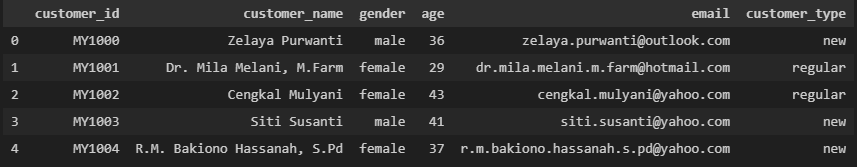 customer_id customer_name gender age email customer_type
0 MY1000 Zelaya Purwanti male 36 zelaya.purwanti@outlook.com new
1 MY1001 Dr. Mila Melani, M.Farm female 29 dr.mila.melani.m.farm@hotmail.com regular
2 MY1002 Cengkal Mulyani female 43 cengkal.mulyani@yahoo.com regular
3 MY1003 Siti Susanti male 41 siti.susanti@yahoo.com new
4 MY1004 R.M. Bakiono Hassanah, S.Pd female 37 r.m.bakiono.hassanah.s.pd@yahoo.com new